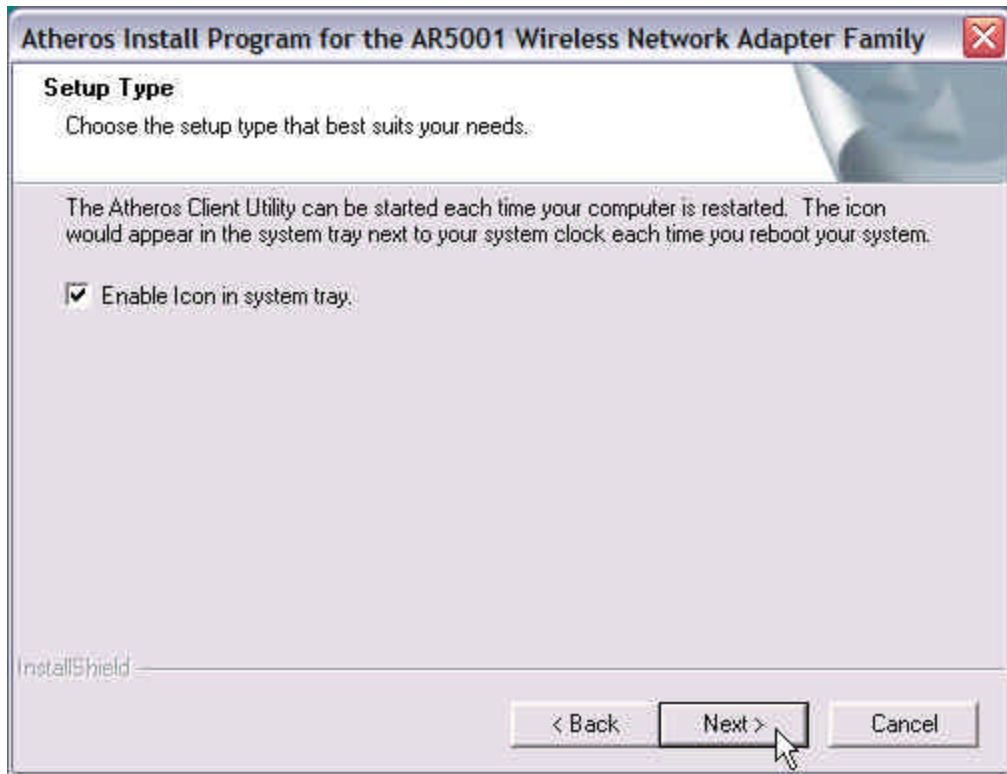 Atheros Install Program for the AR5001 Wireless Network Adapter Family
Setup Type
Choose the setup type that best suits your needs.
The Atheros Client Utility can be started each time your computer is restarted. The icon
would appear in the system tray next to your system clock each time you reboot your system.
Enable Icon in system tray.
InstallShield
< Back
Next >
Cancel